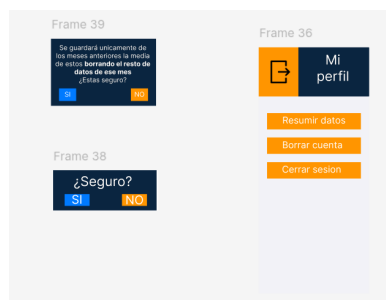 Frame 39
Se guardará unicamente de
los meses anteriores la media
de estos borrando el resto de
datos de ese mes
¿Estas seguro?
SI
NO
Frame 38
¿Seguro?
SI
NO
Frame 36
Mi
perfil
Resumir datos
Borrar cuenta
Cerrar sesion